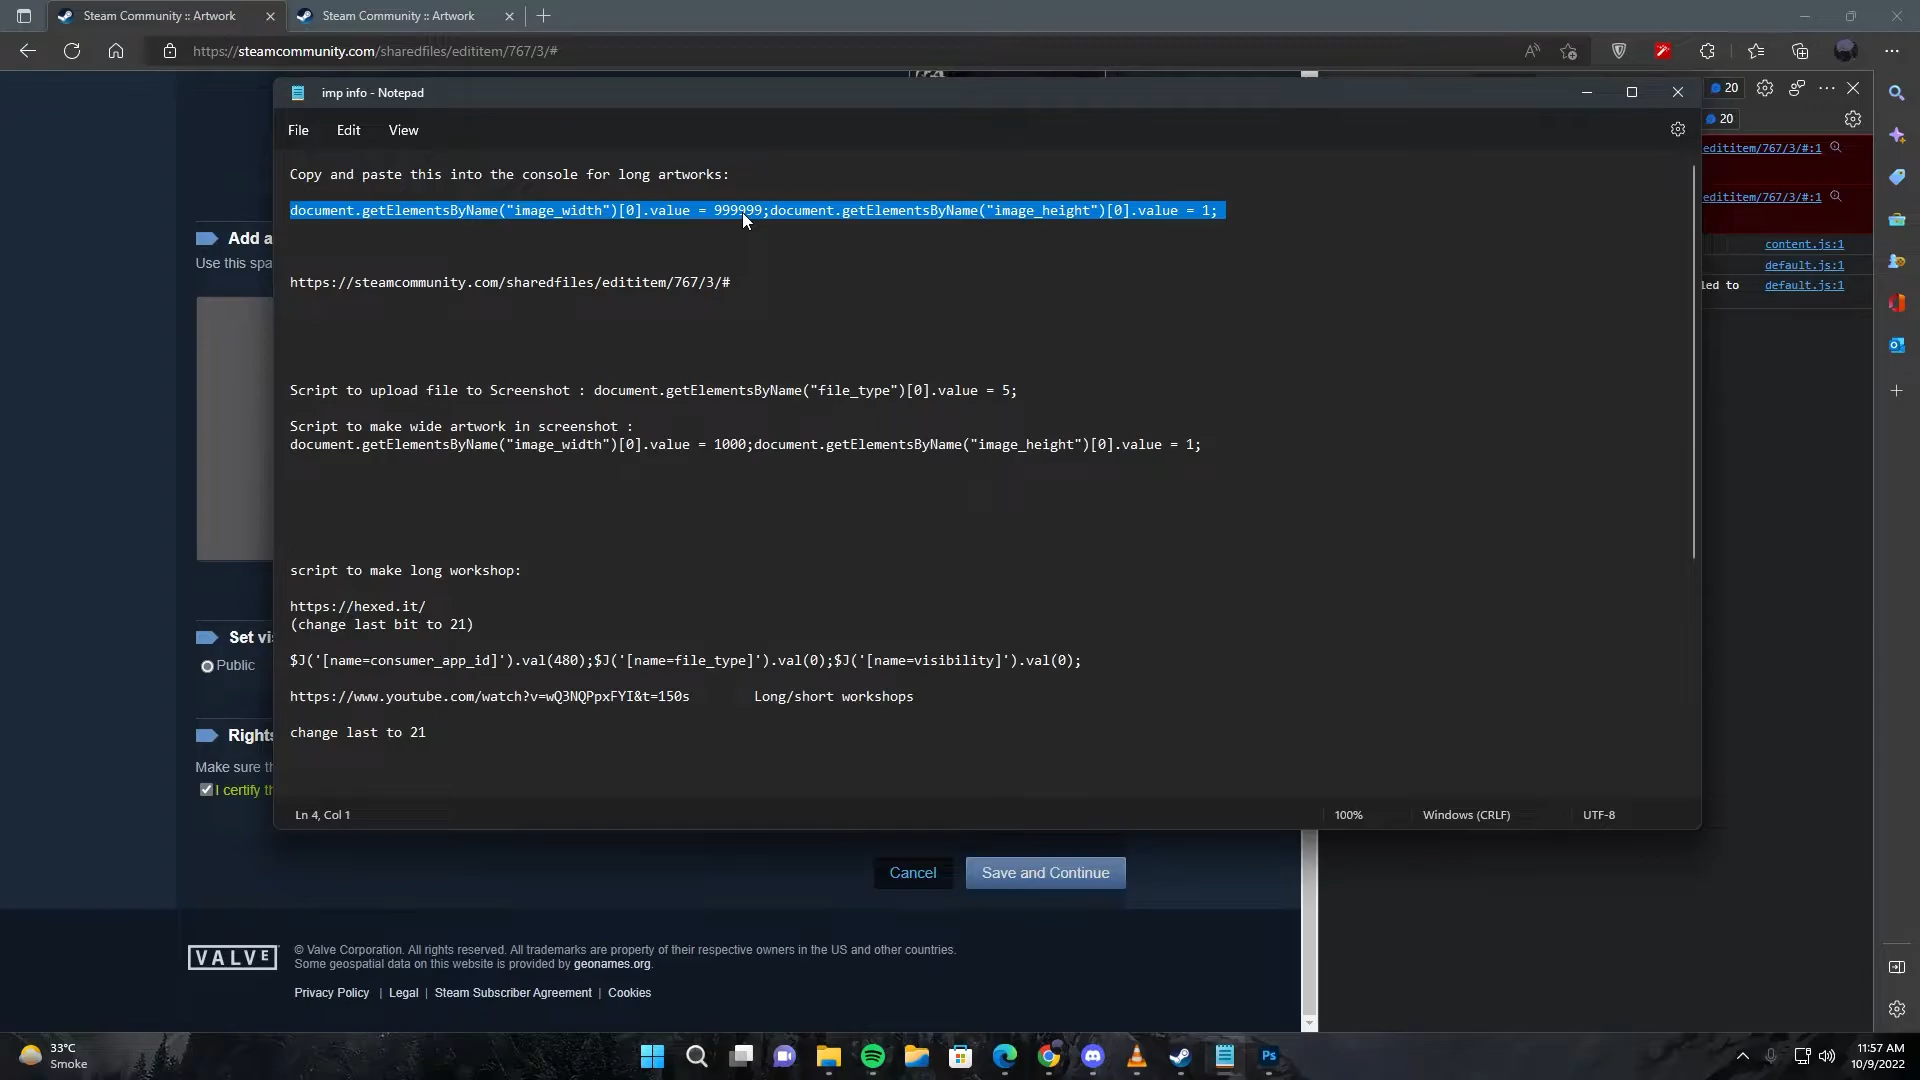 Steam Community :: Artwork
Steam Community :: Artwork
https://steamcommunity.com/sharedfiles/edititem/767/3/#
imp info - Notepad
File Edit View
Copy and paste this into the console for long artworks:
document.getElementsByName("image_width")[0].value = 999999;document.getElementsByName("image_height")[0].value = 1;
https://steamcommunity.com/sharedfiles/edititem/767/3/#
Script to upload file to Screenshot : document.getElementsByName("file_type")[0].value = 5;
Script to make wide artwork in screenshot :
document.getElementsByName("image_width")[0].value = 1000;document.getElementsByName("image_height")[0].value = 1;
script to make long workshop:
https://hexed.it/
(change last bit to 21)
$J('[name=consumer_app_id]').val(480);$J('[name=file_type]').val(0);$J('[name=visibility]').val(0);
https://www.youtube.com/watch?v=wQ3NQPpxFYI&t=150s Long/short workshops
change last to 21
Ln 4, Col 1
100%
Windows (CRLF)
UTF-8
20
20
edititem/767/3/#:1
edititem/767/3/#:1
content.js:1
default.js:1
led to default.js:1
Add a
Use this spa
Set vi
Public
Rights
Make sure th
I certify th
Cancel
Save and Continue
VALVE
© Valve Corporation. All rights reserved. All trademarks are property of their respective owners in the US and other countries.
Some geospatial data on this website is provided by geonames.org.
Privacy Policy | Legal | Steam Subscriber Agreement | Cookies
33°C
Smoke
Ps
11:57 AM
10/9/2022